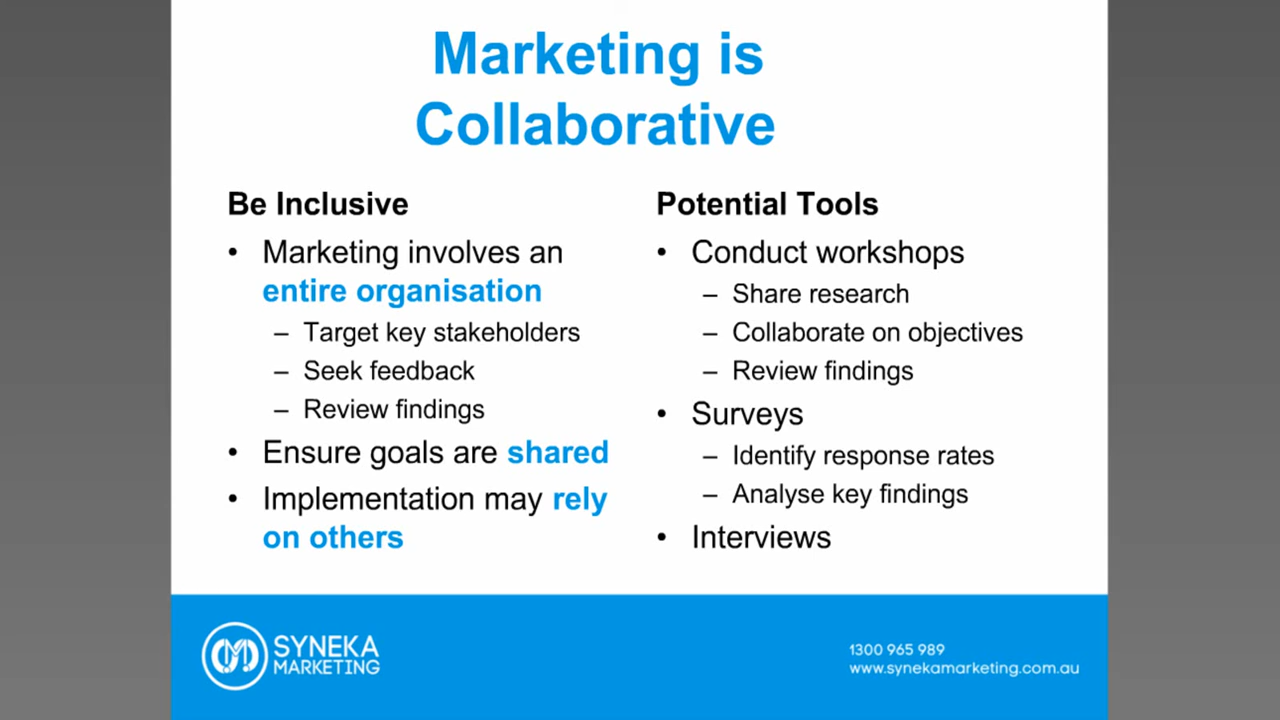 Marketing is
Collaborative
Be Inclusive
• Marketing involves an
entire organisation
– Target key stakeholders
– Seek feedback
– Review findings
• Ensure goals are shared
• Implementation may rely
on others
Potential Tools
• Conduct workshops
– Share research
– Collaborate on objectives
– Review findings
• Surveys
– Identify response rates
– Analyse key findings
• Interviews
SYNEKA
MARKETING
1300 965 989
www.synekamarketing.com.au